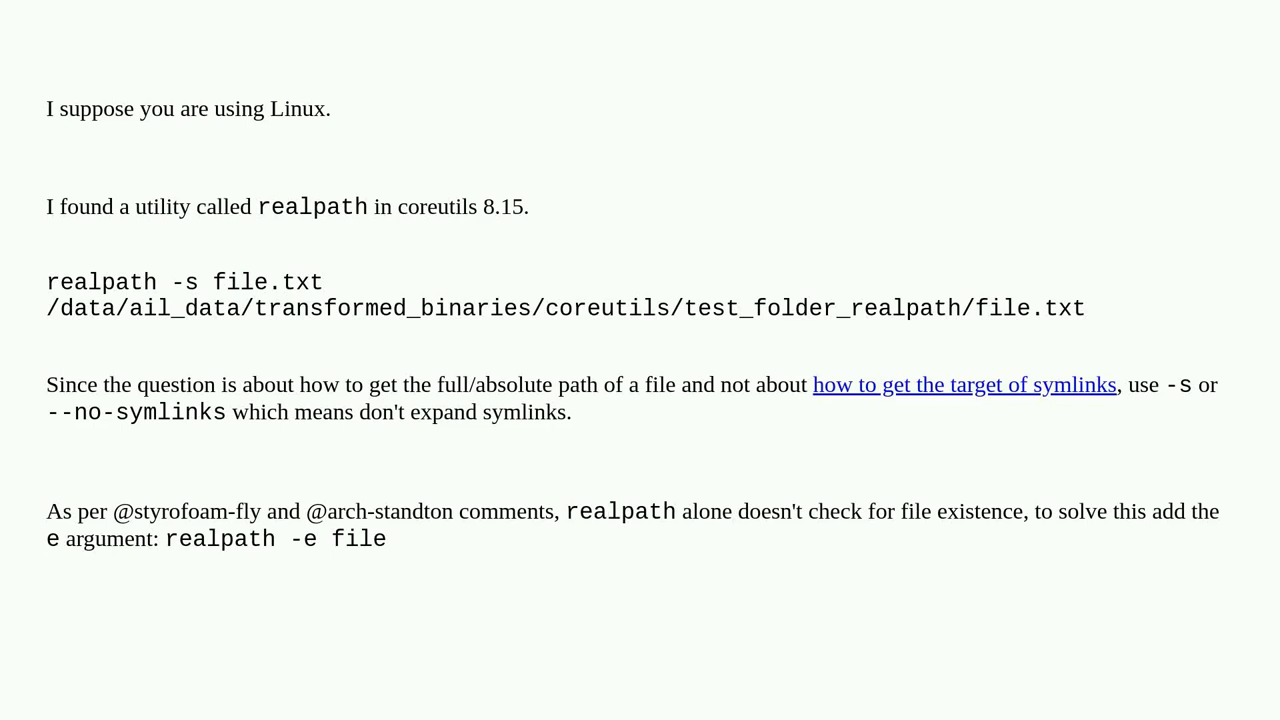 I suppose you are using Linux.
I found a utility called realpath in coreutils 8.15.
realpath -s file.txt
/data/ail_data/transformed_binaries/coreutils/test_folder_realpath/file.txt
Since the question is about how to get the full/absolute path of a file and not about how to get the target of symlinks, use -s or
--no-symlinks which means don't expand symlinks.
As per @styrofoam-fly and @arch-standton comments, realpath alone doesn't check for file existence, to solve this add the
e argument: realpath -e file